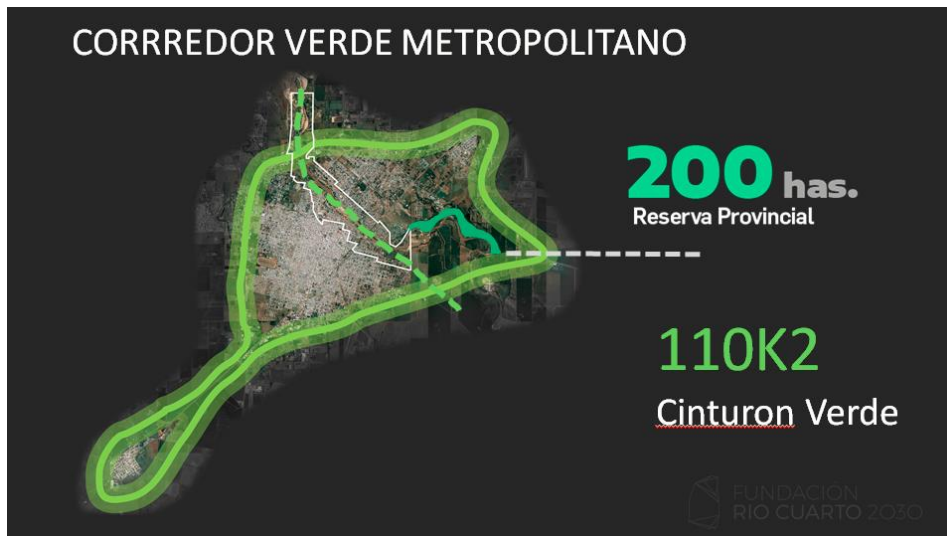 CORRREDOR VERDE METROPOLITANO
200 has.
Reserva Provincial
110K2
Cinturon Verde
FUNDACIÓN
RIO CUARTO 2030